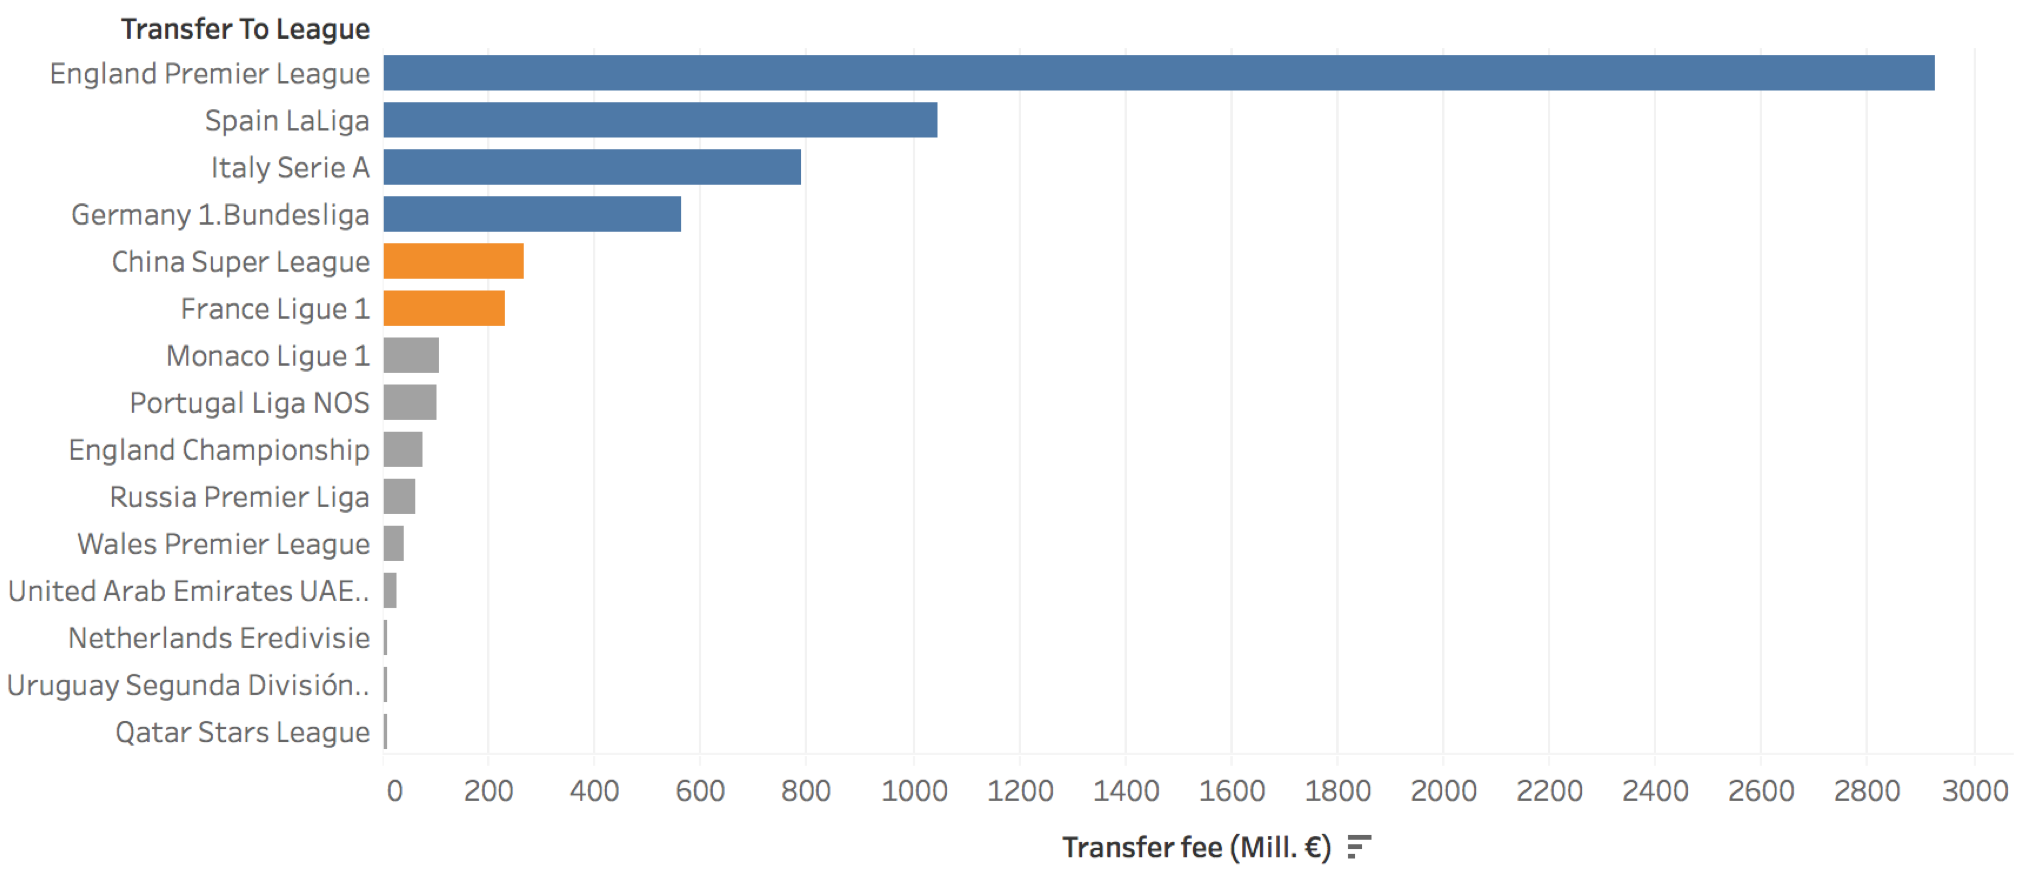 Transfer To League
England Premier League
Spain LaLiga
Italy Serie A
Germany 1.Bundesliga
China Super League
France Ligue 1
Monaco Ligue 1
Portugal Liga NOS
England Championship
Russia Premier Liga
Wales Premier League
United Arab Emirates UAE..
Netherlands Eredivisie
Uruguay Segunda División..
Qatar Stars League
0 200 400 600 800 1000 1200 1400 1600 1800 2000 2200 2400 2600 2800 3000
Transfer fee (Mill. €)